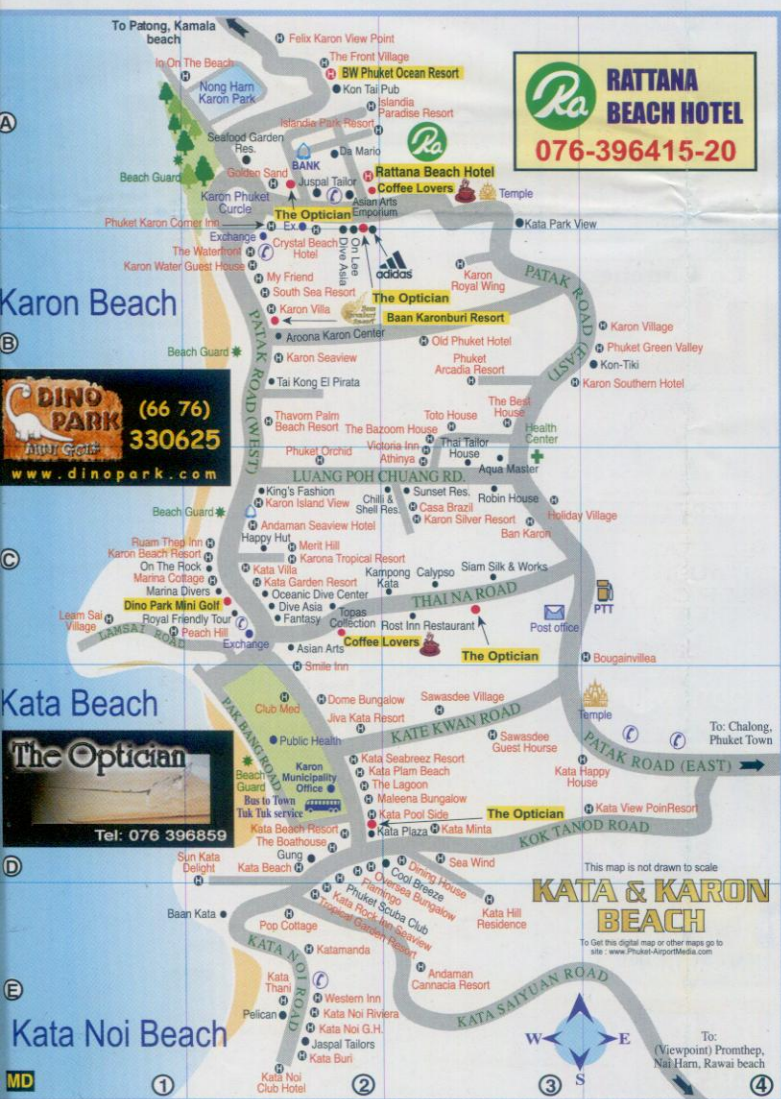 To Patong, Kamala
beach
Felix Karon View Point
The Front Village
BW Phuket Ocean Resort
In On The Beach
Nong Harn
Karon Park
Kon Tai Pub
Islandia
Paradise Resort
Islandia Park Resort
RATTANA
BEACH HOTEL
076-396415-20
Ra
A
Seafood Garden
Res.
BANK
Da Mario
Ra
Beach Guard
Golden Sand
Juspal Tailor
Rattana Beach Hotel
Coffee Lovers
Temple
Karon Phuket
Curcle
Asian Arts
Emporium
The Optician
Phuket Karon Corner Inn
Ex.
Kata Park View
Exchange
The Waterfront
Crystal Beach
Hotel
Dive Asia
On Lee
adidas
Karon Water Guest House
My Friend
Karon
Royal Wing
PATAK ROAD (EAST)
South Sea Resort
The Optician
Karon Beach
Karon Villa
Baan Karonburi Resort
B
PATAK ROAD (WEST)
Aroona Karon Center
Karon Village
Beach Guard
Karon Seaview
Old Phuket Hotel
Phuket Green Valley
Phuket
Arcadia Resort
Kon-Tiki
Tai Kong El Pirata
Karon Southern Hotel
DINO
PARK
MINI GOLF
(66 76)
330625
www.dinopark.com
The Best
House
Thavorn Palm
Beach Resort
Toto House
The Bazoom House
Health
Center
Victoria Inn
Thai Tailor
House
Phuket Orchid
Athinya
Aqua Master
LUANG POH CHUANG RD.
King's Fashion
Chilli &
Shell Res.
Sunset Res.
Robin House
Karon Island View
Casa Brazil
Holiday Village
Beach Guard
Karon Silver Resort
Andaman Seaview Hotel
Ban Karon
Happy Hut
Ruam Thep Inn
Merit Hill
Karon Beach Resort
Karona Tropical Resort
C
On The Rock
Kata Villa
Kampong
Kata
Calypso
Siam Silk & Works
Marina Cottage
Kata Garden Resort
Marina Divers
Oceanic Dive Center
THAI NA ROAD
PTT
Dino Park Mini Golf
Dive Asia
Topas
Collection
Leam Sai
Village
Royal Friendly Tour
Fantasy
Rost Inn Restaurant
Post office
LAMSAI ROAD
Peach Hill
Exchange
Coffee Lovers
Asian Arts
The Optician
Bougainvillea
Smile Inn
Kata Beach
Club Med
Dome Bungalow
Sawasdee Village
Temple
PAK BANG ROAD
Jiva Kata Resort
KATE KWAN ROAD
To: Chalong,
Phuket Town
Public Health
Sawasdee
Guest Hourse
PATAK ROAD (EAST)
The Optician
Tel: 076 396859
Beach
Guard
Karon
Municipality
Office
Kata Seabreez Resort
Kata Plam Beach
Kata Happy
House
The Lagoon
Bus to Town
Tuk Tuk service
Maleena Bungalow
Kata Pool Side
The Optician
Kata View PoinResort
Kata Beach Resort
Kata Plaza
Kata Minta
KOK TANOD ROAD
The Boathouse
D
Sun Kata
Delight
Gung
Dining House
Sea Wind
Kata Beach
Cool Breeze
This map is not drawn to scale
Oversea Bungalow
KATA & KARON
BEACH
Flamingo
Phuket Scuba Club
Kata Rock Inn Seaview
Tropical Garden Resort
Baan Kata
Pop Cottage
Kata Hill
Residence
To Get this digital map or other maps go to
site : www.Phuket-AirportMedia.com
KATA NOI ROAD
Katamanda
E
Kata
Thani
Andaman
Cannacia Resort
Western Inn
KATA SAIYUAN ROAD
Pelican
Kata Noi Riviera
Kata Noi Beach
Kata Noi G.H.
W
E
S
Jaspal Tailors
Kata Buri
To:
(Viewpoint) Promthep,
Nai Harn, Rawai beach
MD
1
Kata Noi
Club Hotel
2
3
4